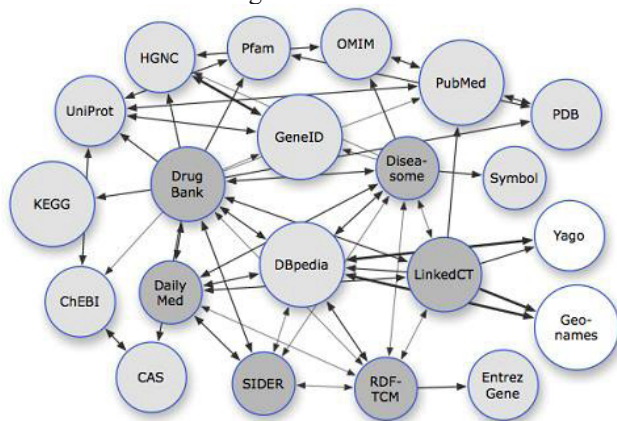 HGNC
Pfam
OMIM
PubMed
UniProt
GeneID
PDB
Drug
Bank
Disea-
some
Symbol
KEGG
Yago
DBpedia
LinkedCT
Daily
Med
ChEBI
Geo-
names
CAS
SIDER
RDF-
TCM
Entrez
Gene